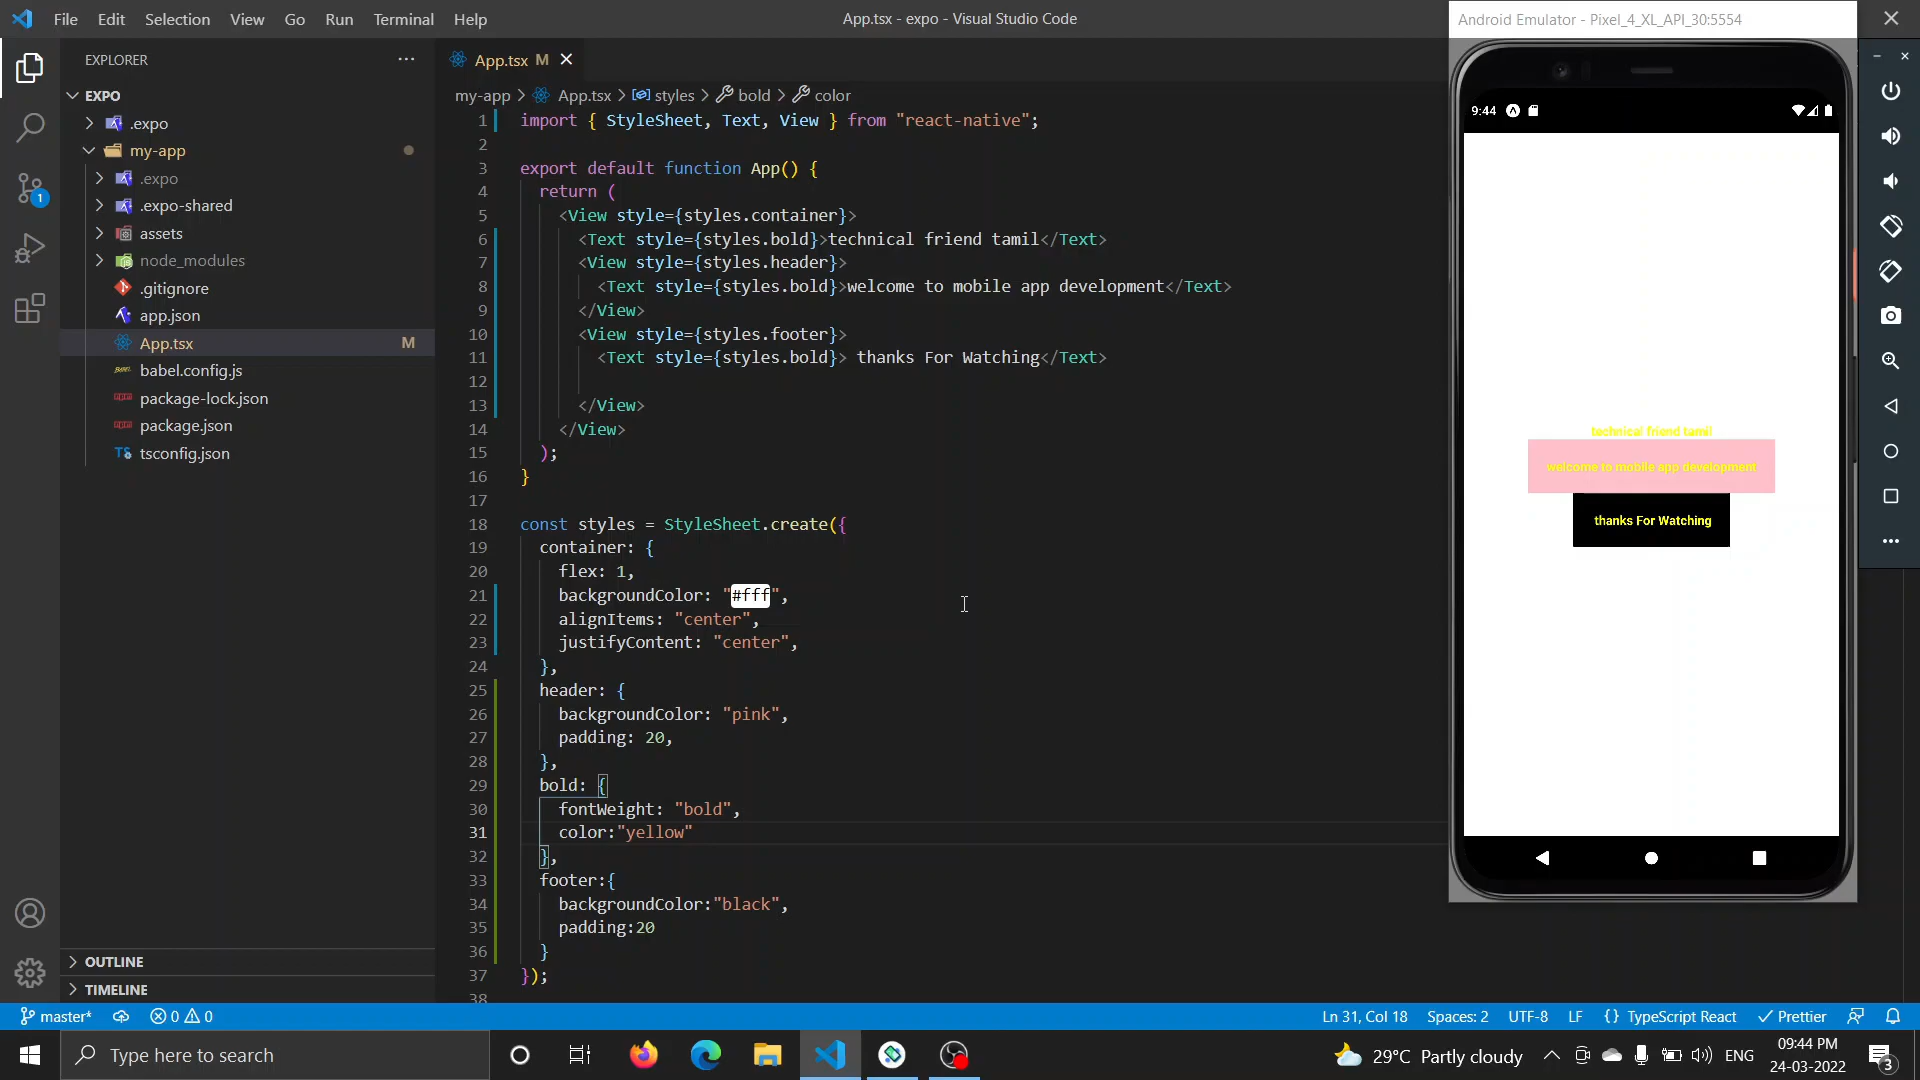 File Edit Selection View Go Run Terminal Help
App.tsx - expo - Visual Studio Code
Android Emulator - Pixel_4_XL_API_30:5554
EXPLORER
EXPO
.expo
my-app
.expo
.expo-shared
assets
node_modules
.gitignore
app.json
App.tsx M
babel.config.js
package-lock.json
package.json
tsconfig.json
OUTLINE
TIMELINE
1
App.tsx M
my-app > App.tsx > styles > bold > color
1 import { StyleSheet, Text, View } from "react-native";
2
3 export default function App() {
4 return (
5 <View style={styles.container}>
6 <Text style={styles.bold}>technical friend tamil</Text>
7 <View style={styles.header}>
8 <Text style={styles.bold}>welcome to mobile app development</Text>
9 </View>
10 <View style={styles.footer}>
11 <Text style={styles.bold}> thanks For Watching</Text>
12
13 </View>
14 </View>
15 );
16 }
17
18 const styles = StyleSheet.create({
19 container: {
20 flex: 1,
21 backgroundColor: "#fff",
22 alignItems: "center",
23 justifyContent: "center",
24 },
25 header: {
26 backgroundColor: "pink",
27 padding: 20,
28 },
29 bold: {
30 fontWeight: "bold",
31 color:"yellow"
32 },
33 footer:{
34 backgroundColor:"black",
35 padding:20
36 }
37 });
38
9:44
technical friend tamil
welcome to mobile app development
thanks For Watching
master* 0 0
Ln 31, Col 18 Spaces: 2 UTF-8 LF {} TypeScript React Prettier
Type here to search
29°C Partly cloudy
ENG
09:44 PM
24-03-2022
3